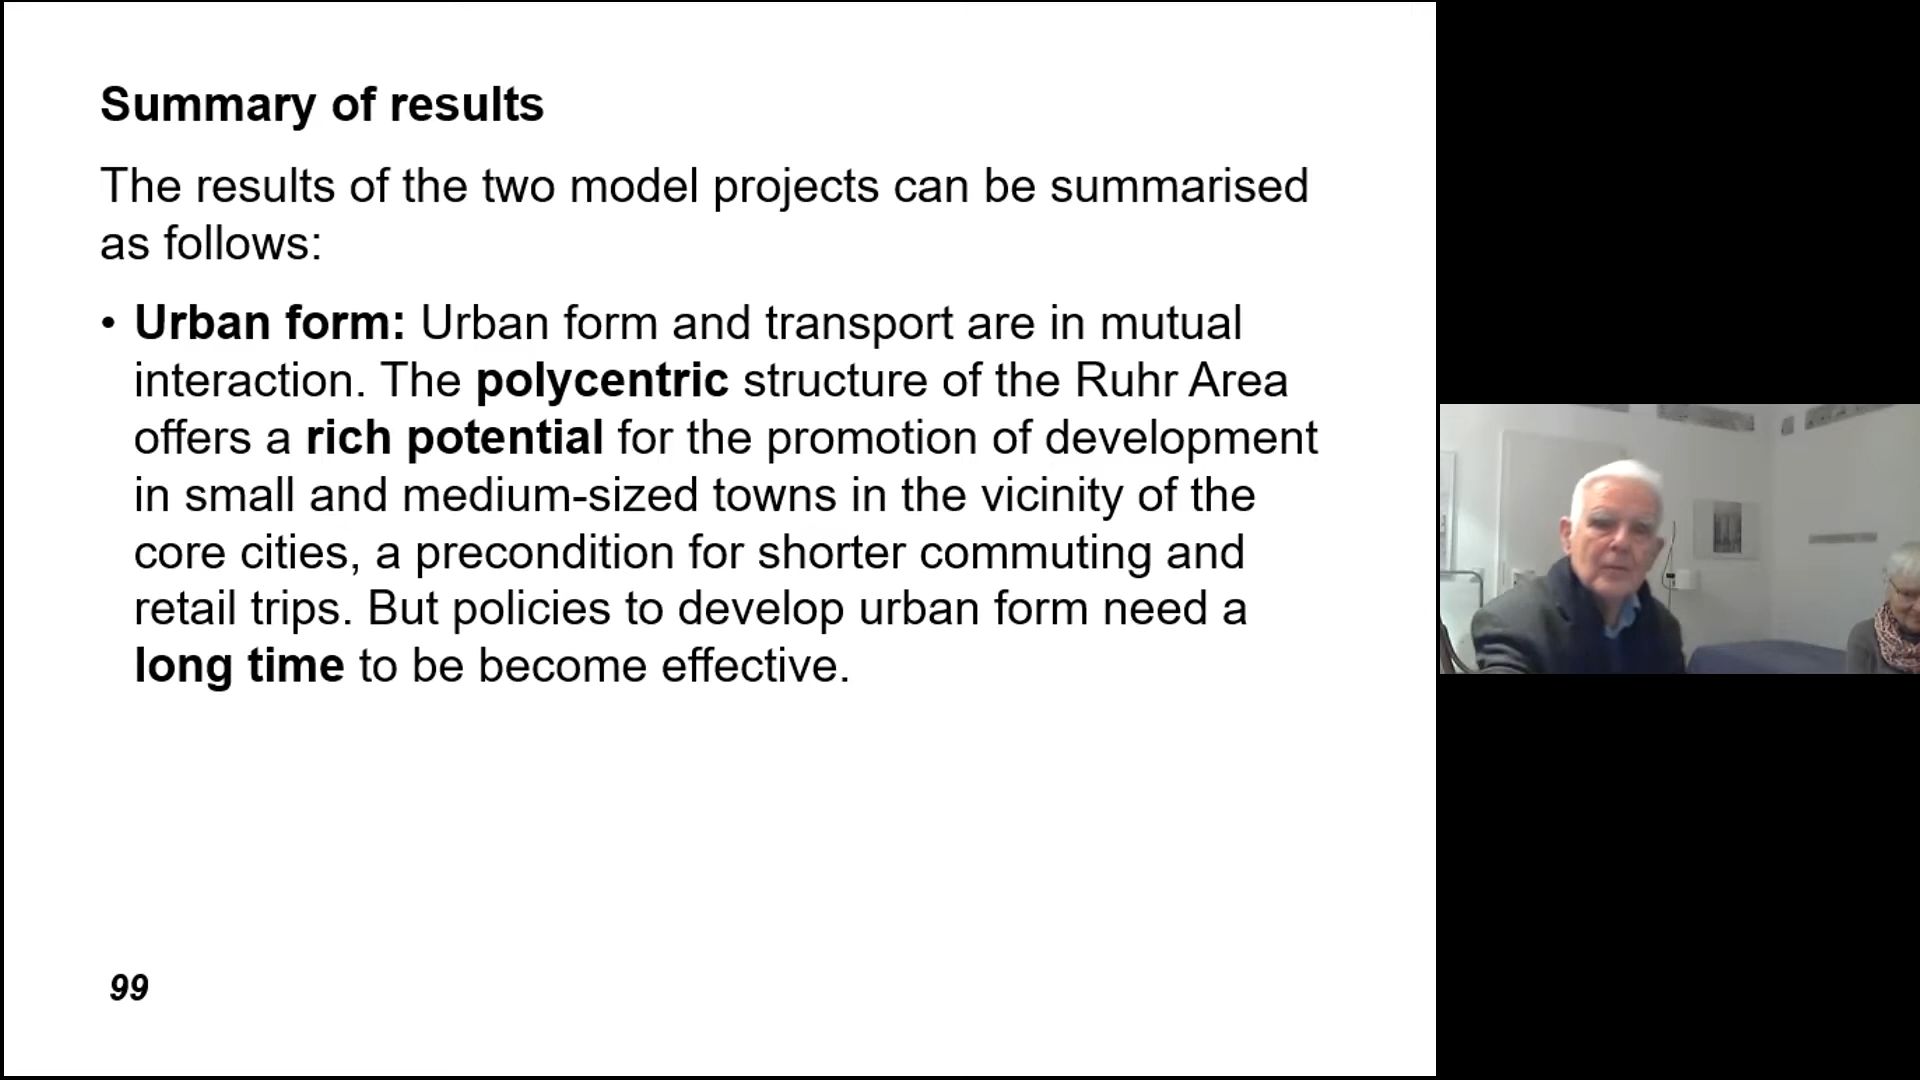 Summary of results
The results of the two model projects can be summarised
as follows:
• Urban form: Urban form and transport are in mutual
interaction. The polycentric structure of the Ruhr Area
offers a rich potential for the promotion of development
in small and medium-sized towns in the vicinity of the
core cities, a precondition for shorter commuting and
retail trips. But policies to develop urban form need a
long time to be become effective.
99